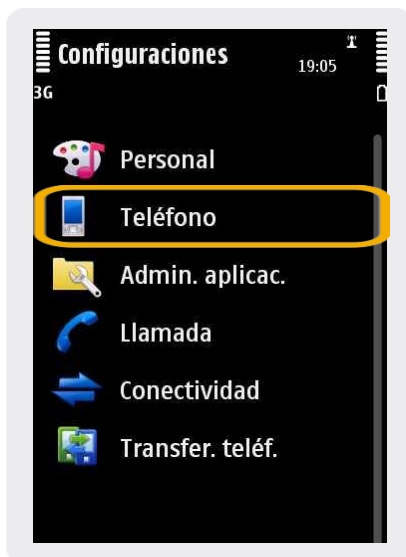 Configuraciones
19:05
3G
Personal
Teléfono
Admin. aplicac.
Llamada
Conectividad
Transfer. teléf.